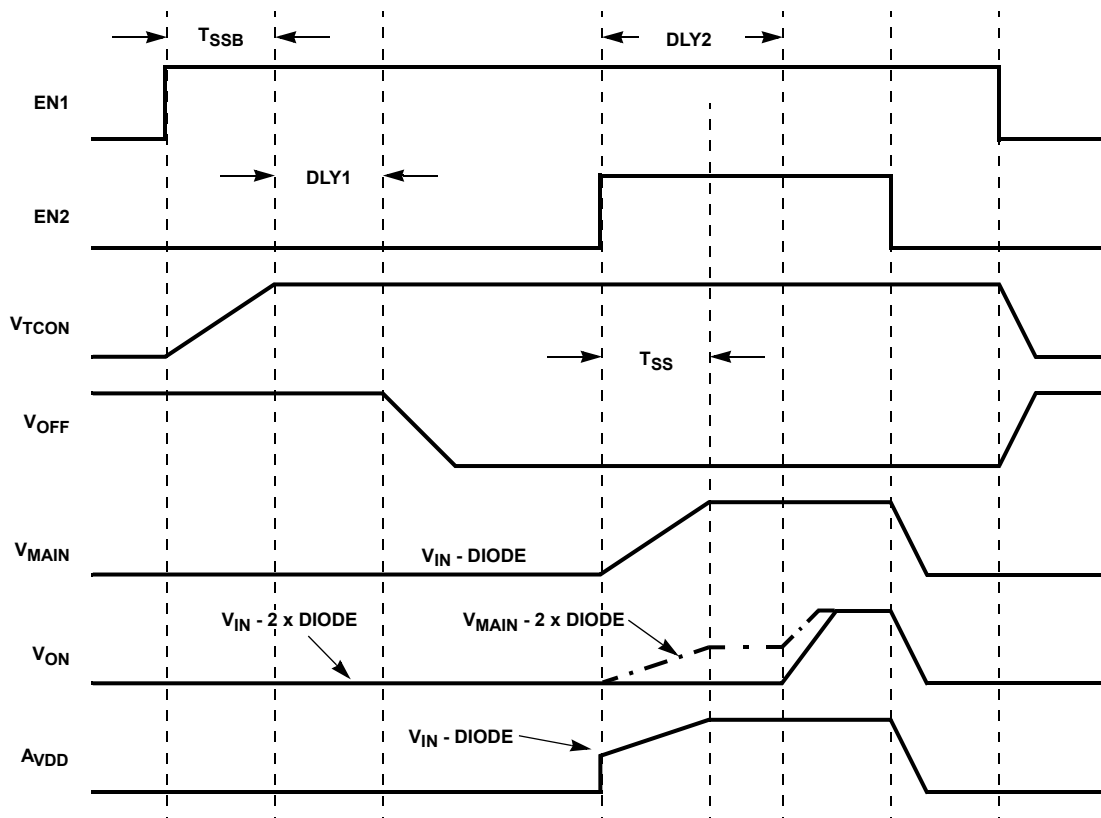 TSSB
DLY2
EN1
DLY1
EN2
VTCON
TSS
VOFF
VMAIN
VIN - DIODE
VIN - 2 x DIODE
VMAIN - 2 x DIODE
VON
VIN - DIODE
AVDD